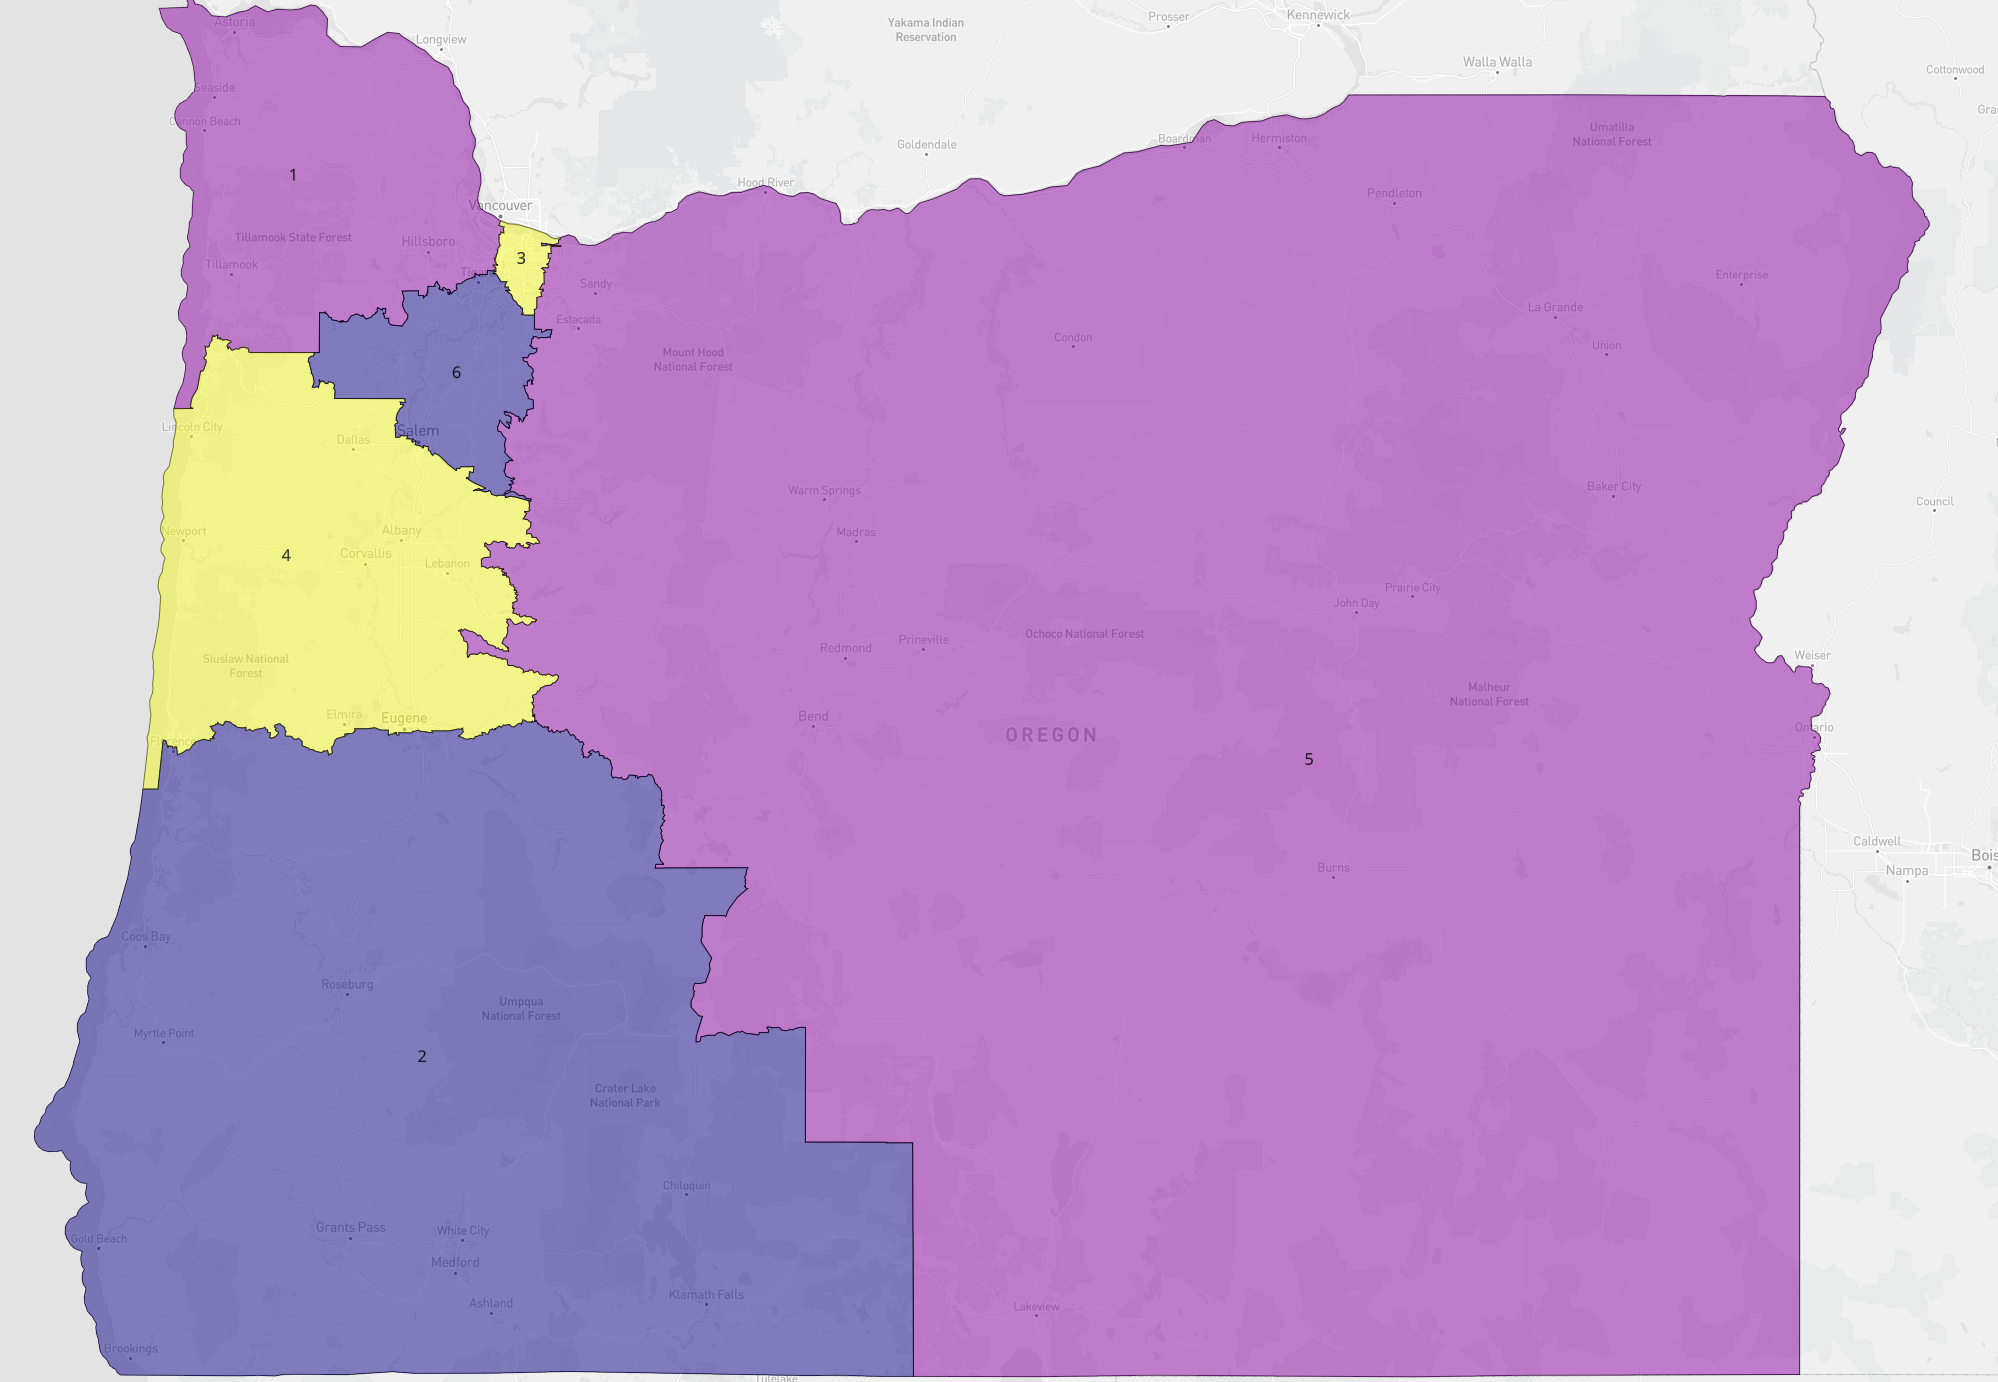 Astoria
Longview
Yakama Indian
Reservation
Prosser
Kennewick
Walla Walla
Cottonwood
Seaside
Cannon Beach
Goldendale
Boardman
Hermiston
Umatilla
National Forest
1
Hood River
Vancouver
Pendleton
Tillamook State Forest
Hillsboro
Tillamook
3
Sandy
Enterprise
Estacada
La Grande
Condon
Union
Mount Hood
National Forest
6
Lincoln City
Dallas
Salem
Warm Springs
Baker City
Council
Newport
Albany
Madras
4
Corvallis
Lebanon
Prairie City
John Day
Ochoco National Forest
Redmond
Prineville
Siuslaw National
Forest
Weiser
Malheur
National Forest
Elmira
Eugene
Bend
OREGON
Ontario
Florence
5
Caldwell
Bois
Nampa
Burns
Coos Bay
Roseburg
Umpqua
National Forest
Myrtle Point
2
Crater Lake
National Park
Chiloquin
Gold Beach
Grants Pass
White City
Medford
Klamath Falls
Ashland
Lakeview
Brookings
Tulelake